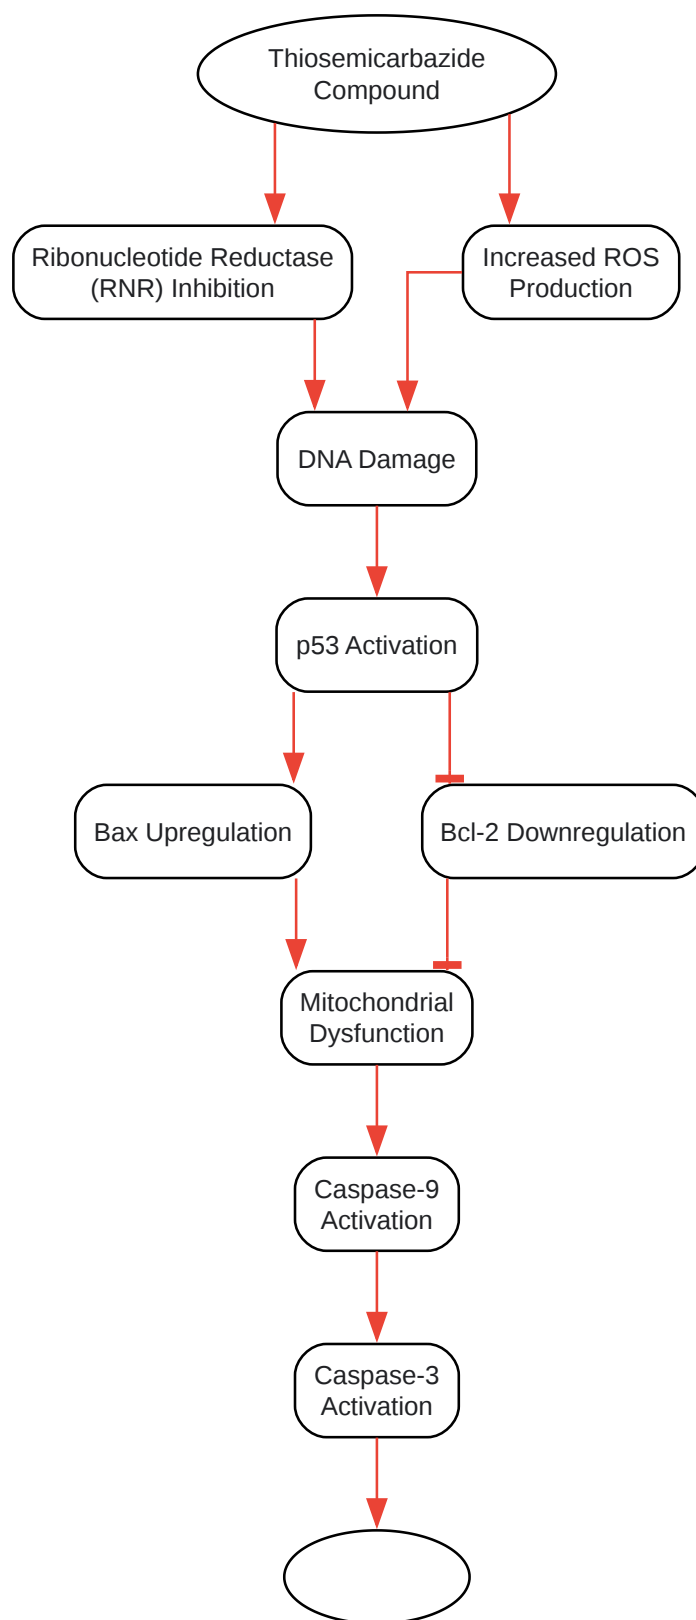 Thiosemicarbazide
Compound
Ribonucleotide Reductase
(RNR) Inhibition
Increased ROS
Production
DNA Damage
p53 Activation
Bax Upregulation
Bcl-2 Downregulation
Mitochondrial
Dysfunction
Caspase-9
Activation
Caspase-3
Activation